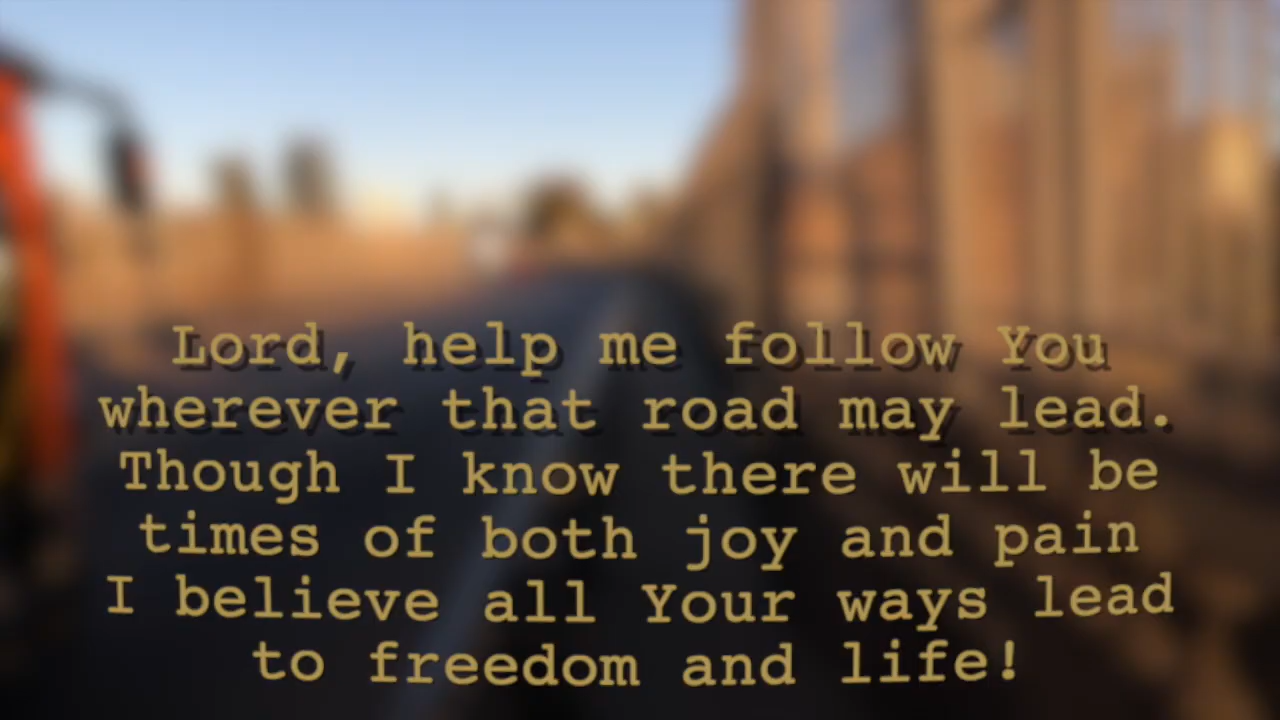 Lord, help me follow You
wherever that road may lead.
Though I know there will be
times of both joy and pain
I believe all Your ways lead
to freedom and life!